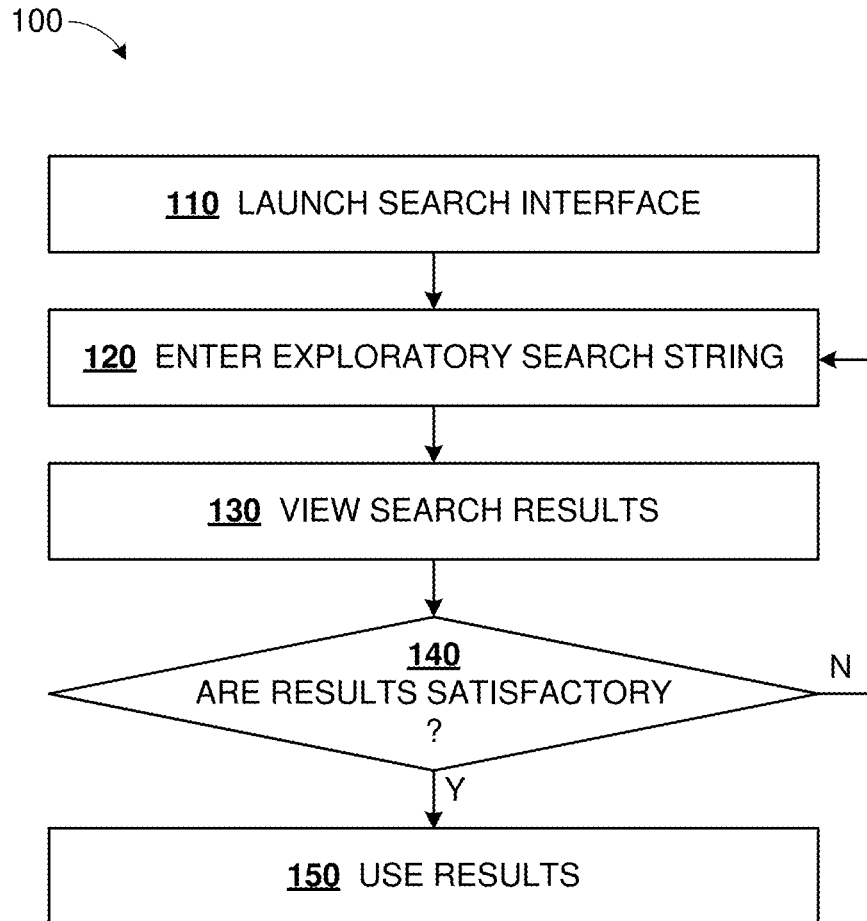 100
110 LAUNCH SEARCH INTERFACE
120 ENTER EXPLORATORY SEARCH STRING
130 VIEW SEARCH RESULTS
140
ARE RESULTS SATISFACTORY
?
N
Y
150 USE RESULTS